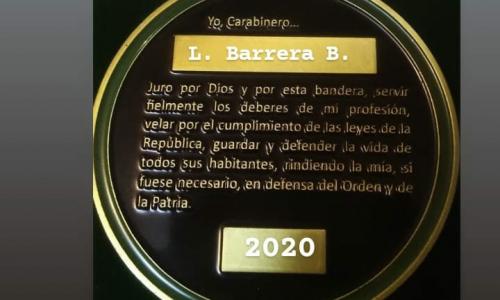 Yo, Carabinero...
L. Barrera B.
Juro por Dios y por esta bandera, servir
fielmente los deberes de mi profesión,
velar por el cumplimiento de las leyes de la
República, guardar y defender la vida de
todos sus habitantes, rindiendo la mía, si
fuese necesario, en defensa del Orden y de
la Patria.
2020